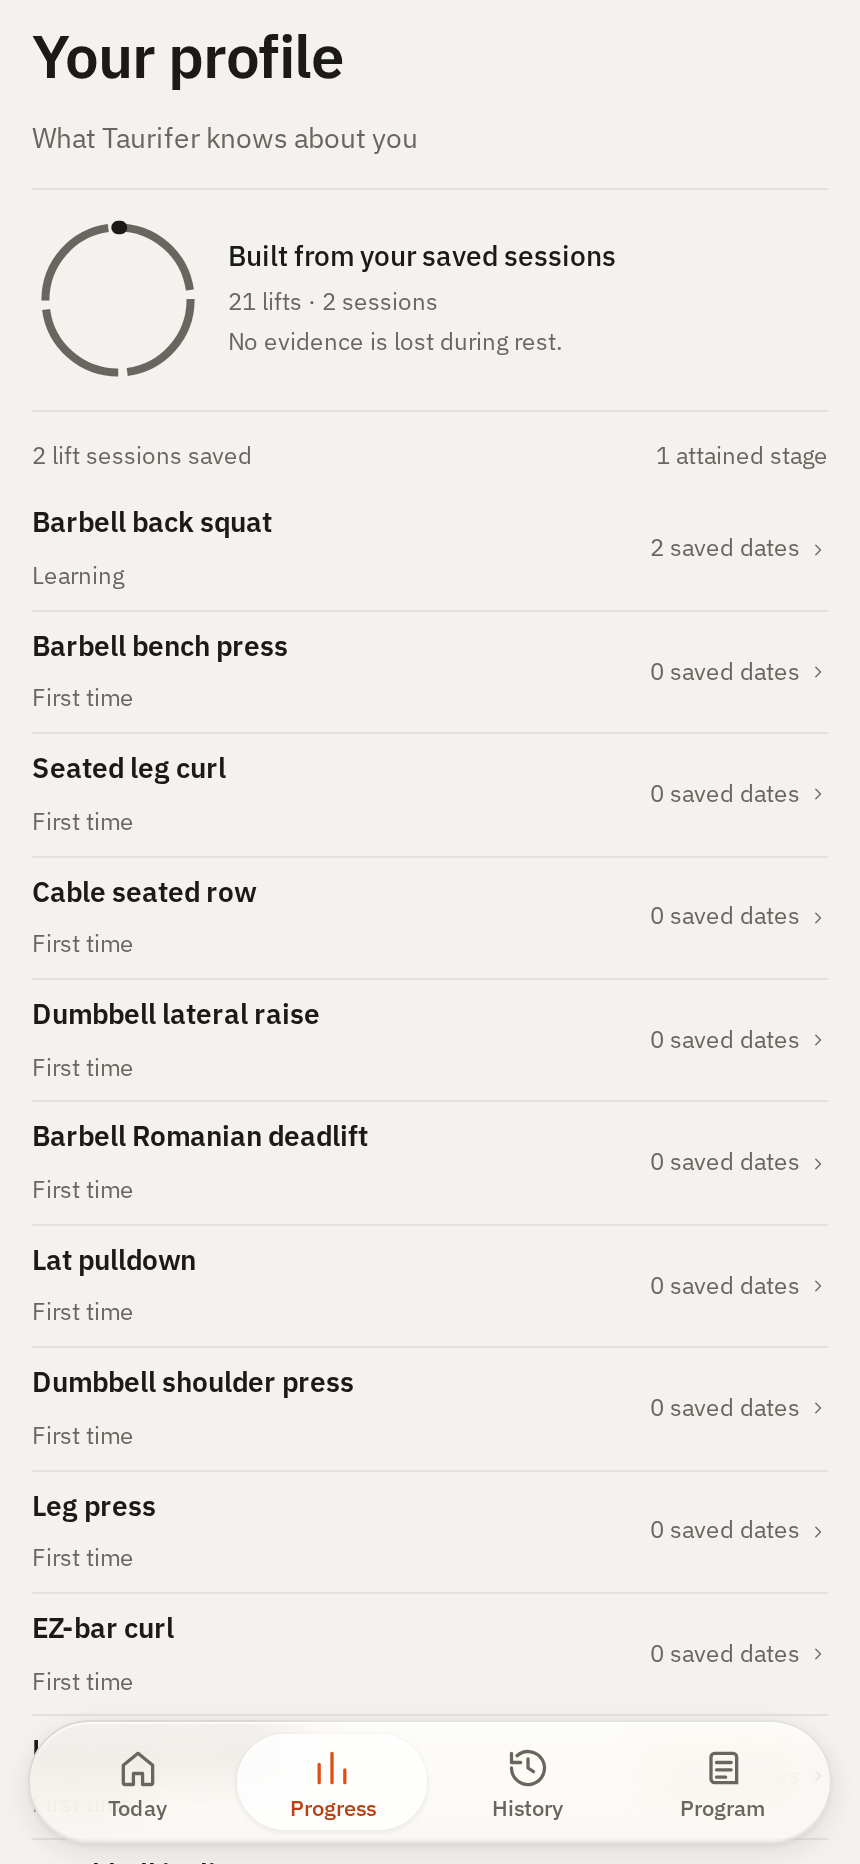 Your profile
What Taurifer knows about you
Built from your saved sessions
21 lifts · 2 sessions
No evidence is lost during rest.
2 lift sessions saved
1 attained stage
Barbell back squat
2 saved dates
Learning
Barbell bench press
0 saved dates
First time
Seated leg curl
0 saved dates
First time
Cable seated row
0 saved dates
First time
Dumbbell lateral raise
0 saved dates
First time
Barbell Romanian deadlift
0 saved dates
First time
Lat pulldown
0 saved dates
First time
Dumbbell shoulder press
0 saved dates
First time
Leg press
0 saved dates
First time
EZ-bar curl
0 saved dates
First time
Today
Progress
History
Program